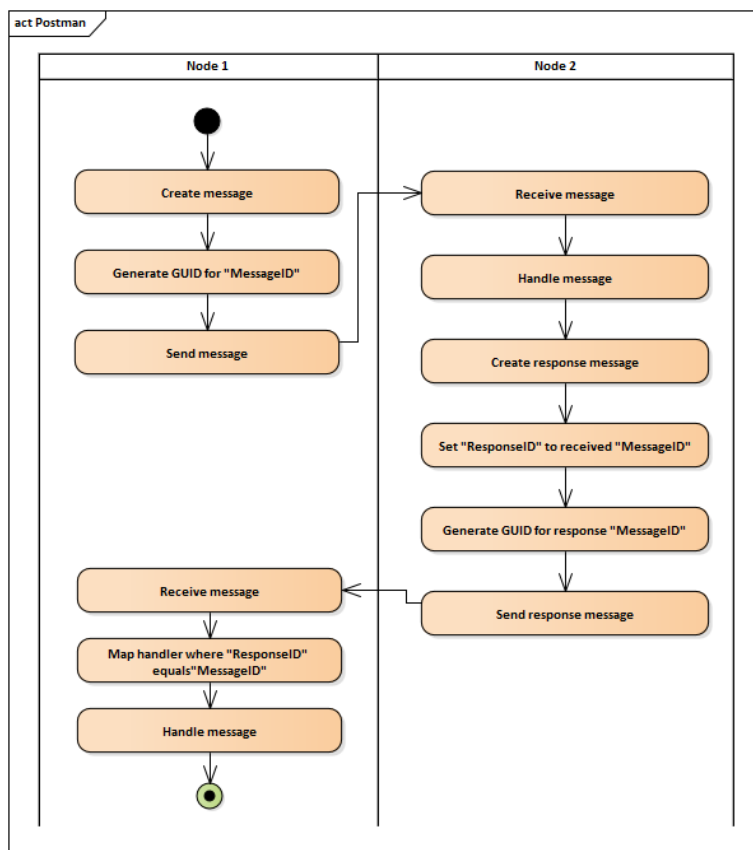 act Postman
Node 1
Node 2
Create message
Generate GUID for "MessageID"
Send message
Receive message
Handle message
Create response message
Set "ResponseID" to received "MessageID"
Generate GUID for response "MessageID"
Send response message
Receive message
Map handler where "ResponseID"
equals"MessageID"
Handle message